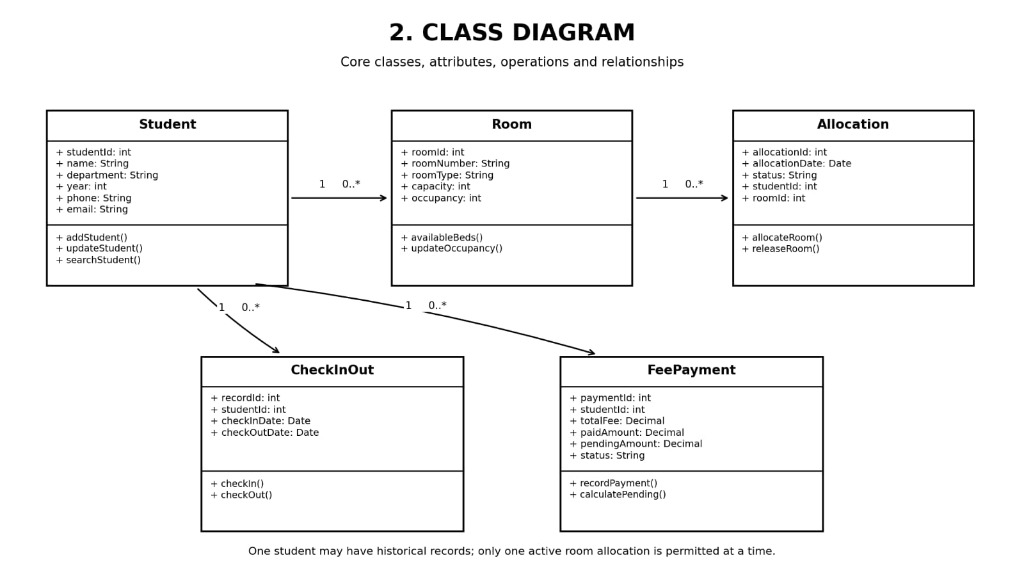 2. CLASS DIAGRAM
Core classes, attributes, operations and relationships
Student
+ studentId: int
+ name: String
+ department: String
+ year: int
+ phone: String
+ email: String
+ addStudent()
+ updateStudent()
+ searchStudent()
1 0..*
Room
+ roomId: int
+ roomNumber: String
+ roomType: String
+ capacity: int
+ occupancy: int
+ availableBeds()
+ updateOccupancy()
1 0..*
Allocation
+ allocationId: int
+ allocationDate: Date
+ status: String
+ studentId: int
+ roomId: int
+ allocateRoom()
+ releaseRoom()
1 0..*
1 0..*
CheckInOut
+ recordId: int
+ studentId: int
+ checkInDate: Date
+ checkOutDate: Date
+ checkIn()
+ checkOut()
FeePayment
+ paymentId: int
+ studentId: int
+ totalFee: Decimal
+ paidAmount: Decimal
+ pendingAmount: Decimal
+ status: String
+ recordPayment()
+ calculatePending()
One student may have historical records; only one active room allocation is permitted at a time.